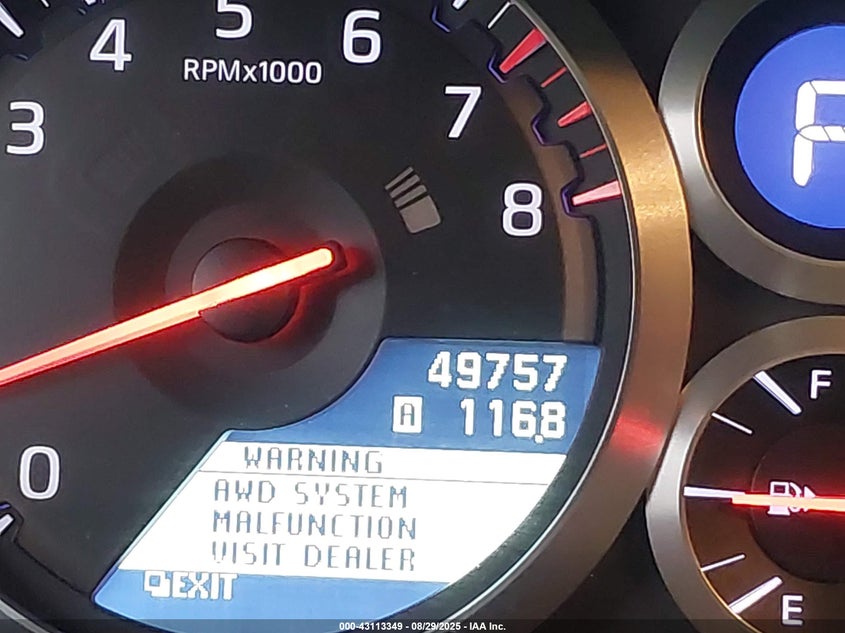 5
4
6
RPMx1000
3
7
8
0
P
49757
A 116.8
WARNING
AWD SYSTEM
MALFUNCTION
VISIT DEALER
EXIT
F
E
000-43113349 - 08/29/2025 - IAA Inc.